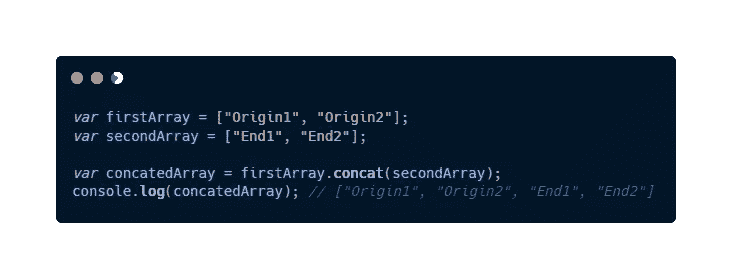 var firstArray = ["Origin1", "Origin2"];
var secondArray = ["End1", "End2"];
var concatedArray = firstArray.concat(secondArray);
console.log(concatedArray); // ["Origin1", "Origin2", "End1", "End2"]